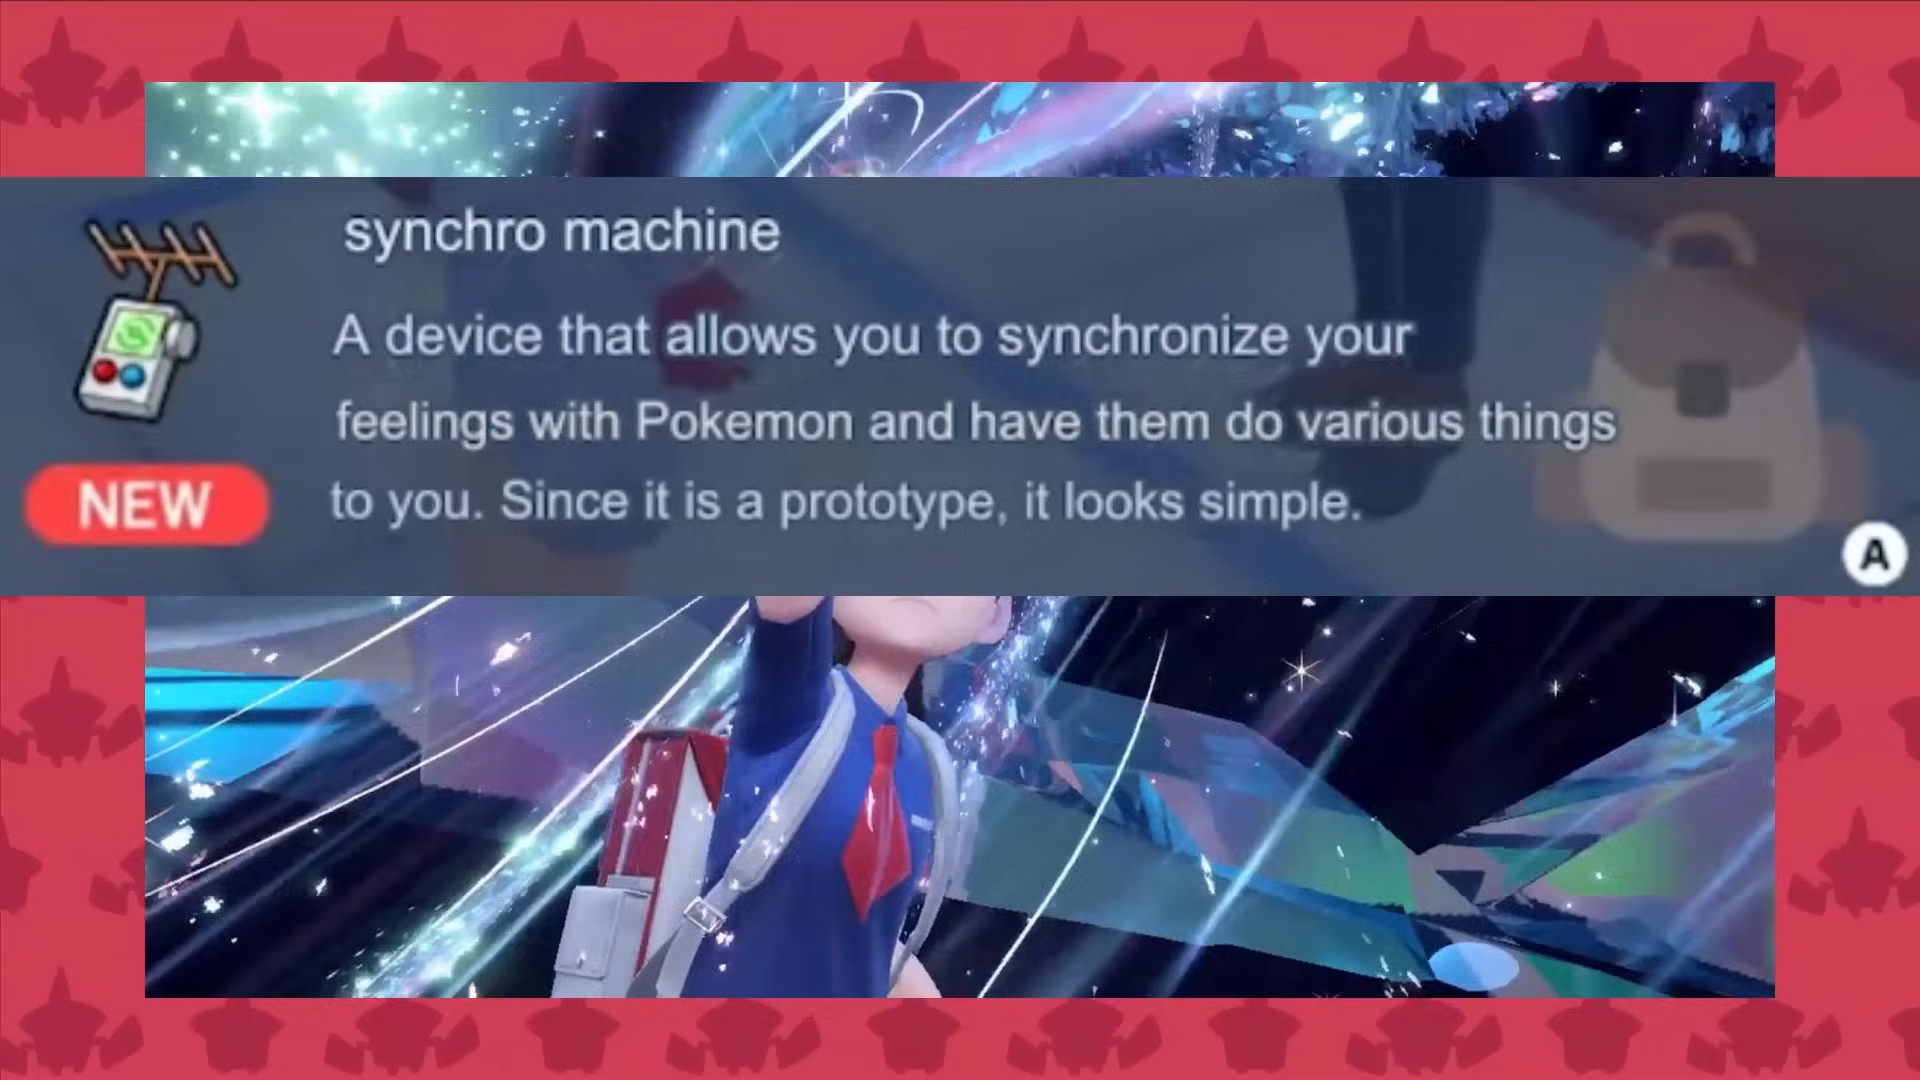 synchro machine
A device that allows you to synchronize your
feelings with Pokemon and have them do various things
NEW
to you. Since it is a prototype, it looks simple.
A